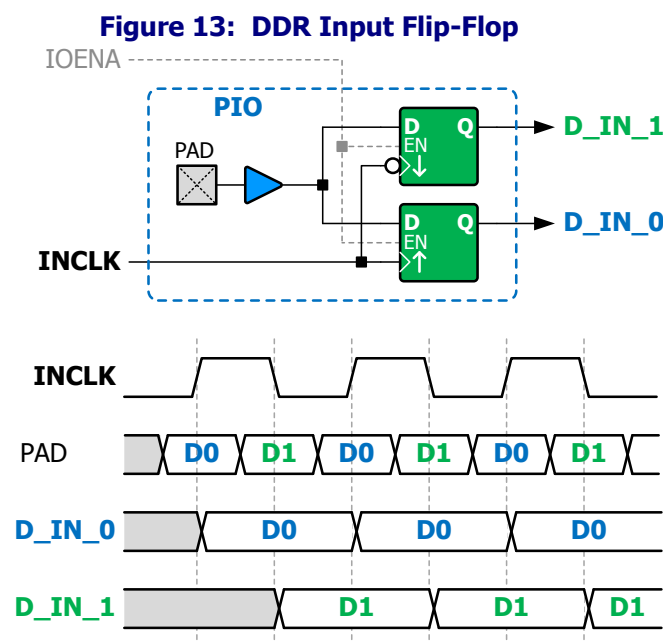 Figure 13: DDR Input Flip-Flop
IOENA
PIO
PAD
D Q
EN
↓
D_IN_1
D Q
EN
↑
D_IN_0
INCLK
INCLK
PAD D0 D1 D0 D1 D0 D1
D_IN_0 D0 D0 D0
D_IN_1 D1 D1 D1